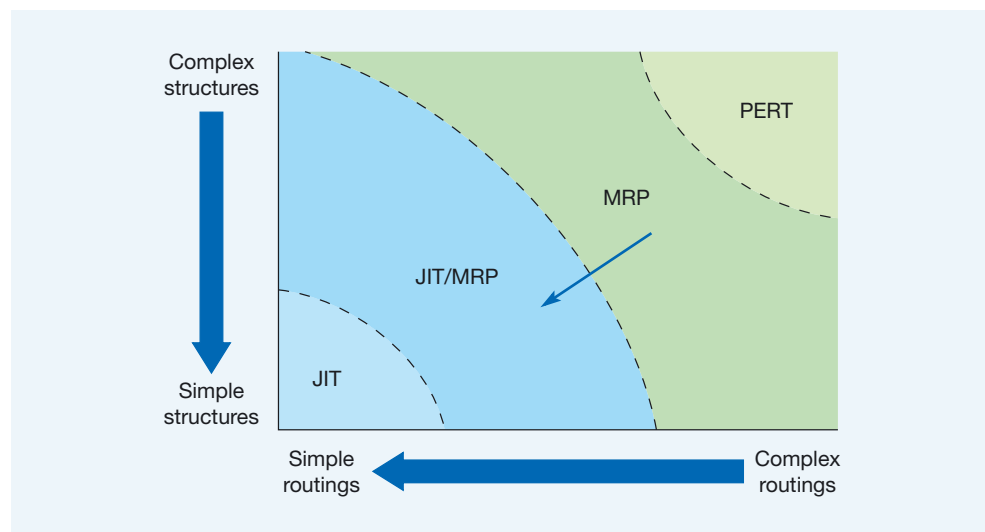 Complex
structures
PERT
MRP
JIT/MRP
JIT
Simple
structures
Simple
routings
Complex
routings